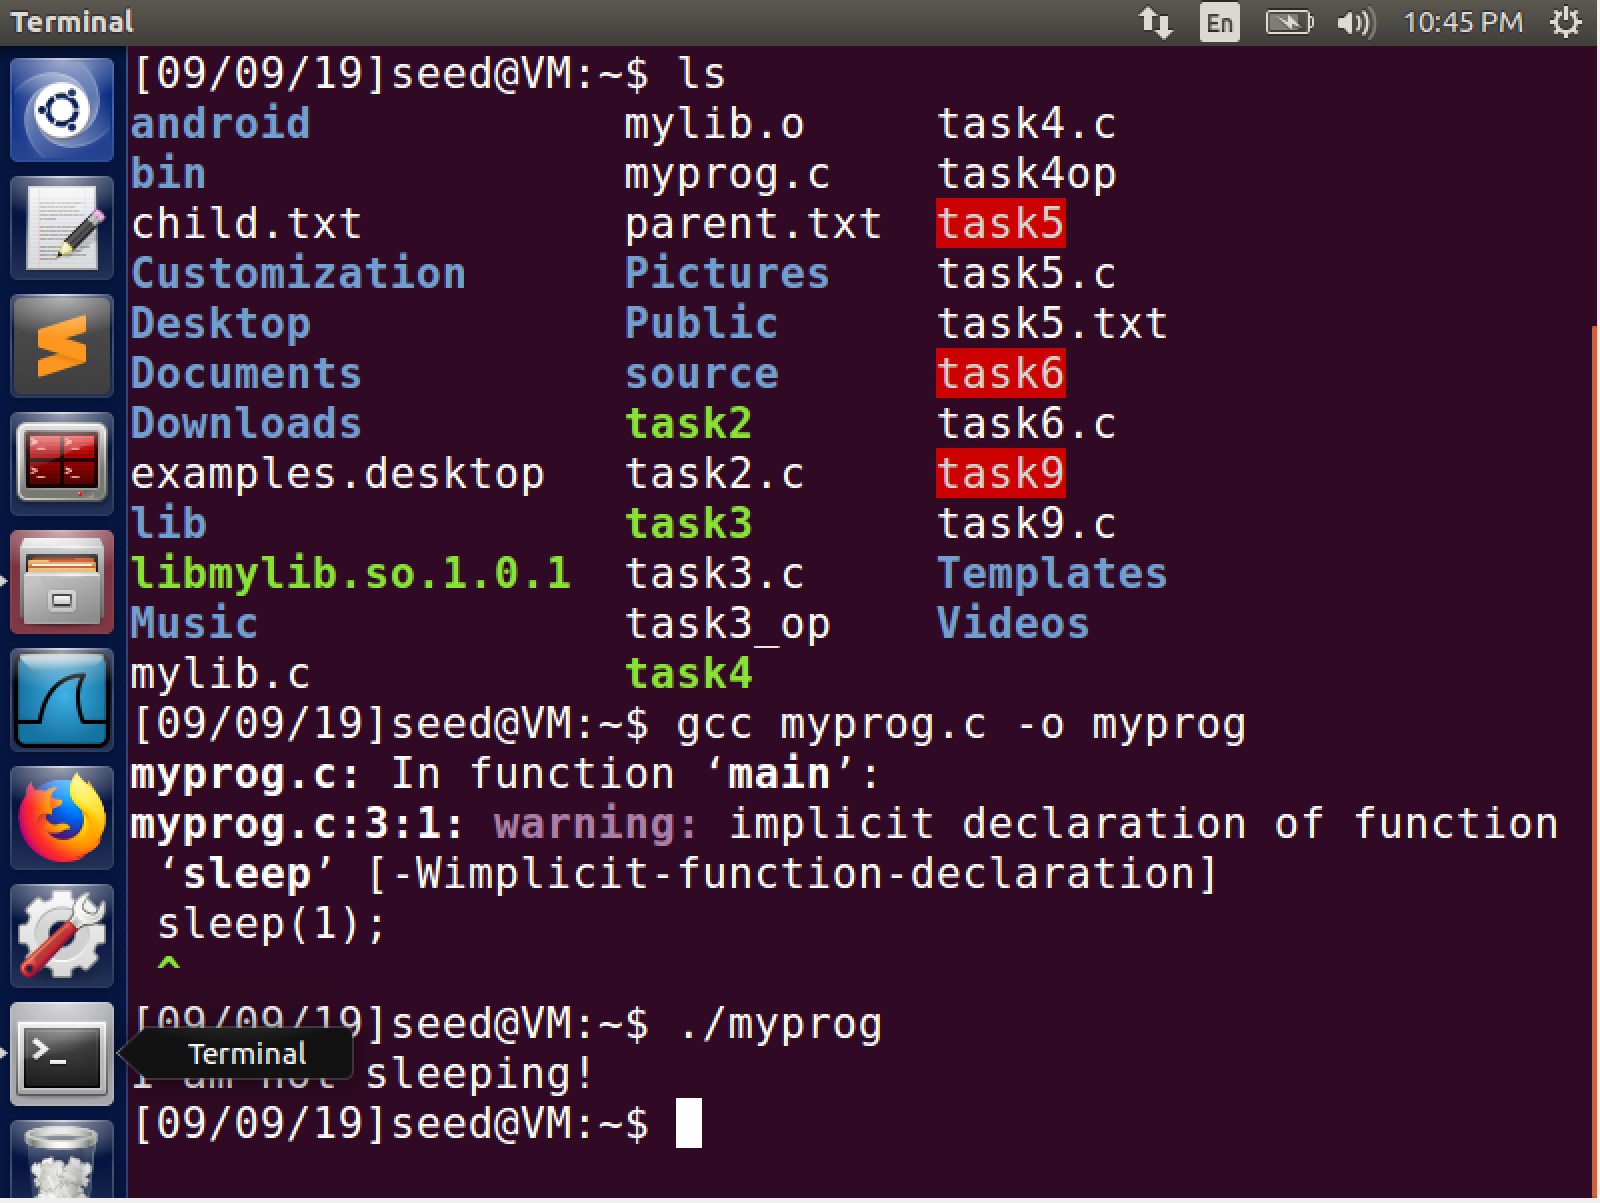 Terminal
En
10:45 PM
[09/09/19]seed@VM:~$ ls
android mylib.o task4.c
bin myprog.c task4op
child.txt parent.txt task5
Customization Pictures task5.c
Desktop Public task5.txt
Documents source task6
Downloads task2 task6.c
examples.desktop task2.c task9
lib task3 task9.c
libmylib.so.1.0.1 task3.c Templates
Music task3_op Videos
mylib.c task4
[09/09/19]seed@VM:~$ gcc myprog.c -o myprog
myprog.c: In function ‘main’:
myprog.c:3:1: warning: implicit declaration of function
‘sleep’ [-Wimplicit-function-declaration]
sleep(1);
^
[09/09/19]seed@VM:~$ ./myprog
Terminal
I am not sleeping!
[09/09/19]seed@VM:~$